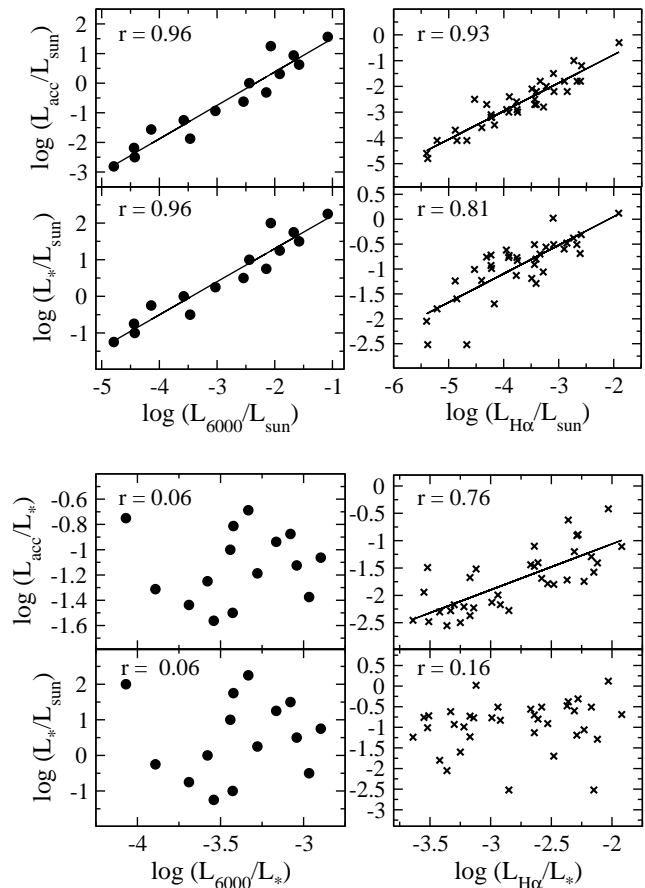 r = 0.96
r = 0.93
log (L_acc/L_sun)
2
1
0
-1
-2
-3
0
-1
-2
-3
-4
-5
r = 0.96
r = 0.81
log (L_*/L_sun)
2
1
0
-1
0.5
0
-0.5
-1
-1.5
-2
-2.5
-5 -4 -3 -2 -1
-6 -5 -4 -3 -2 -1
log (L_6000/L_sun)
log (L_Hα/L_sun)
r = 0.06
r = 0.76
log (L_acc/L_*)
-0.6
-0.8
-1
-1.2
-1.4
-1.6
0
-0.5
-1
-1.5
-2
-2.5
r = 0.06
r = 0.16
log (L_*/L_sun)
2
1
0
-1
0.5
0
-0.5
-1
-1.5
-2
-2.5
-3
-4 -3.5 -3
-3.5 -3 -2.5 -2
log (L_6000/L_*)
log (L_Hα/L_*)